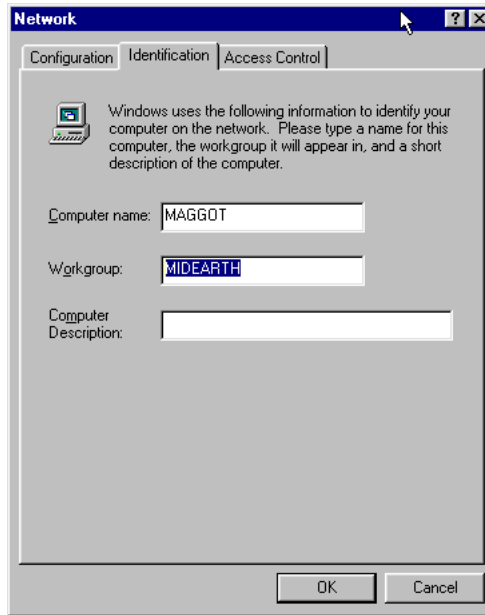 Network
Configuration Identification Access Control
Windows uses the following information to identify your
computer on the network. Please type a name for this
computer, the workgroup it will appear in, and a short
description of the computer.
Computer name: MAGGOT
Workgroup: MIDEARTH
Computer
Description:
OK Cancel